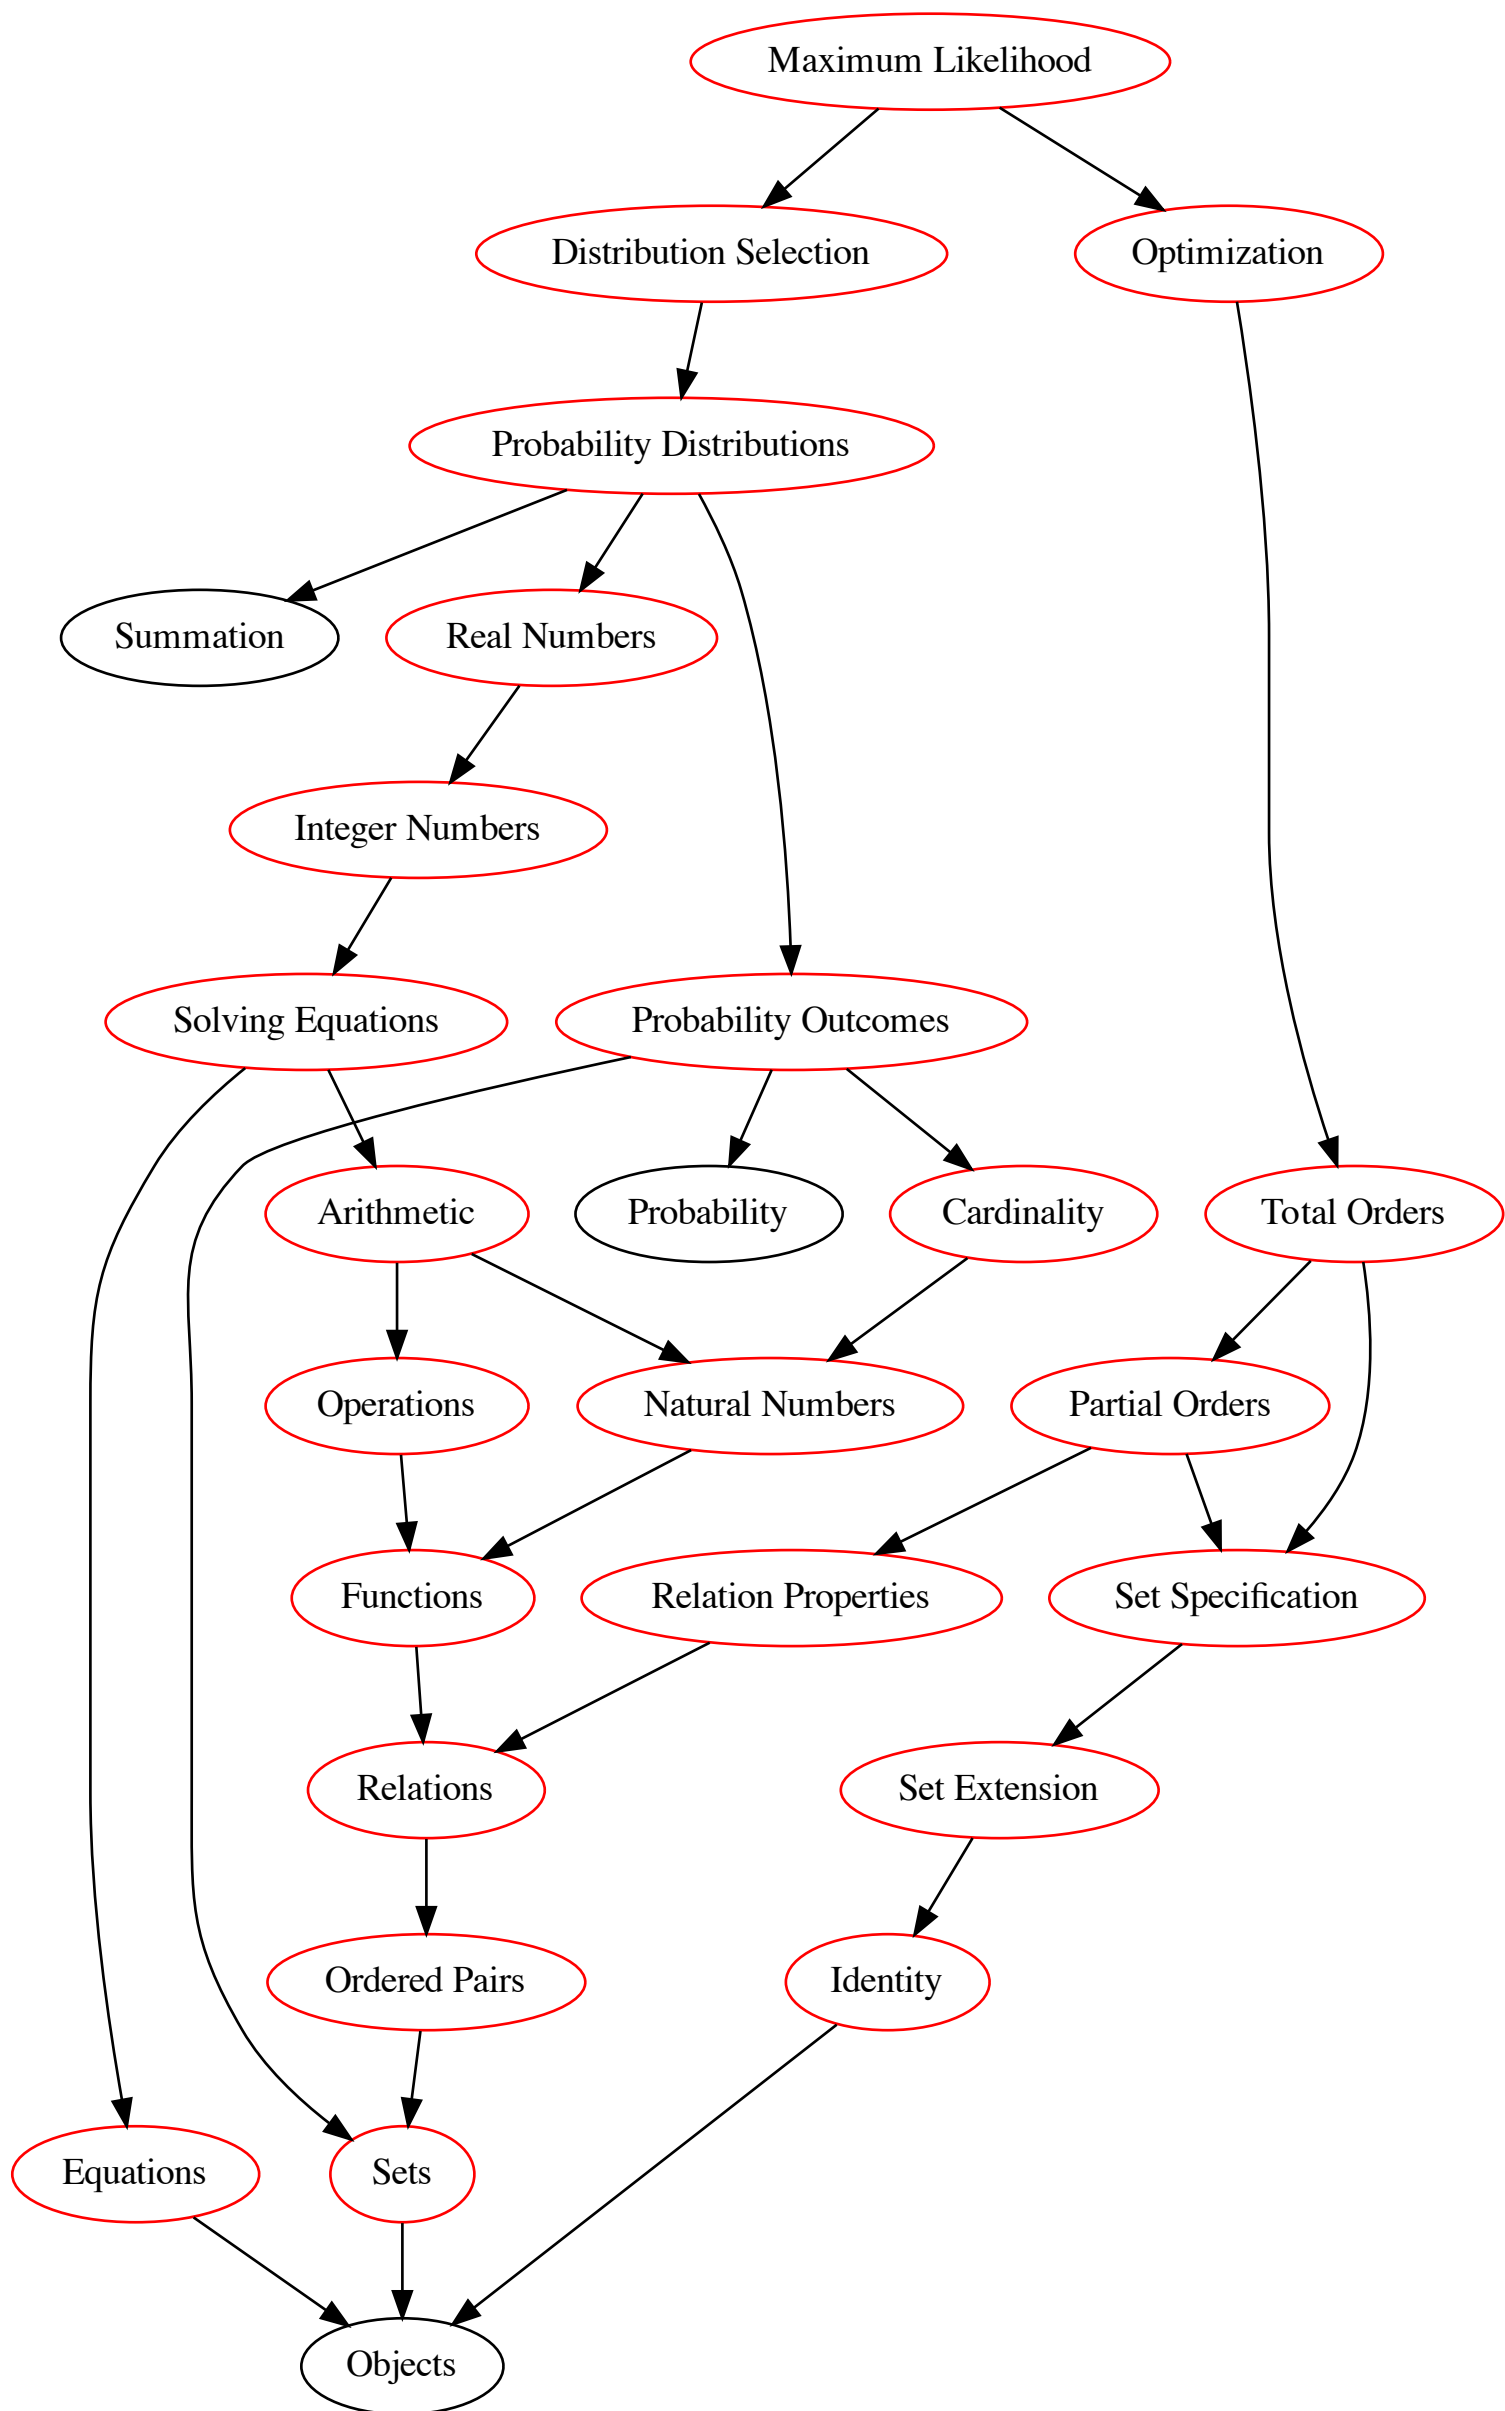 Maximum Likelihood
Distribution Selection
Optimization
Probability Distributions
Summation
Real Numbers
Integer Numbers
Solving Equations
Probability Outcomes
Arithmetic
Probability
Cardinality
Total Orders
Operations
Natural Numbers
Partial Orders
Functions
Relation Properties
Set Specification
Relations
Set Extension
Ordered Pairs
Identity
Equations
Sets
Objects